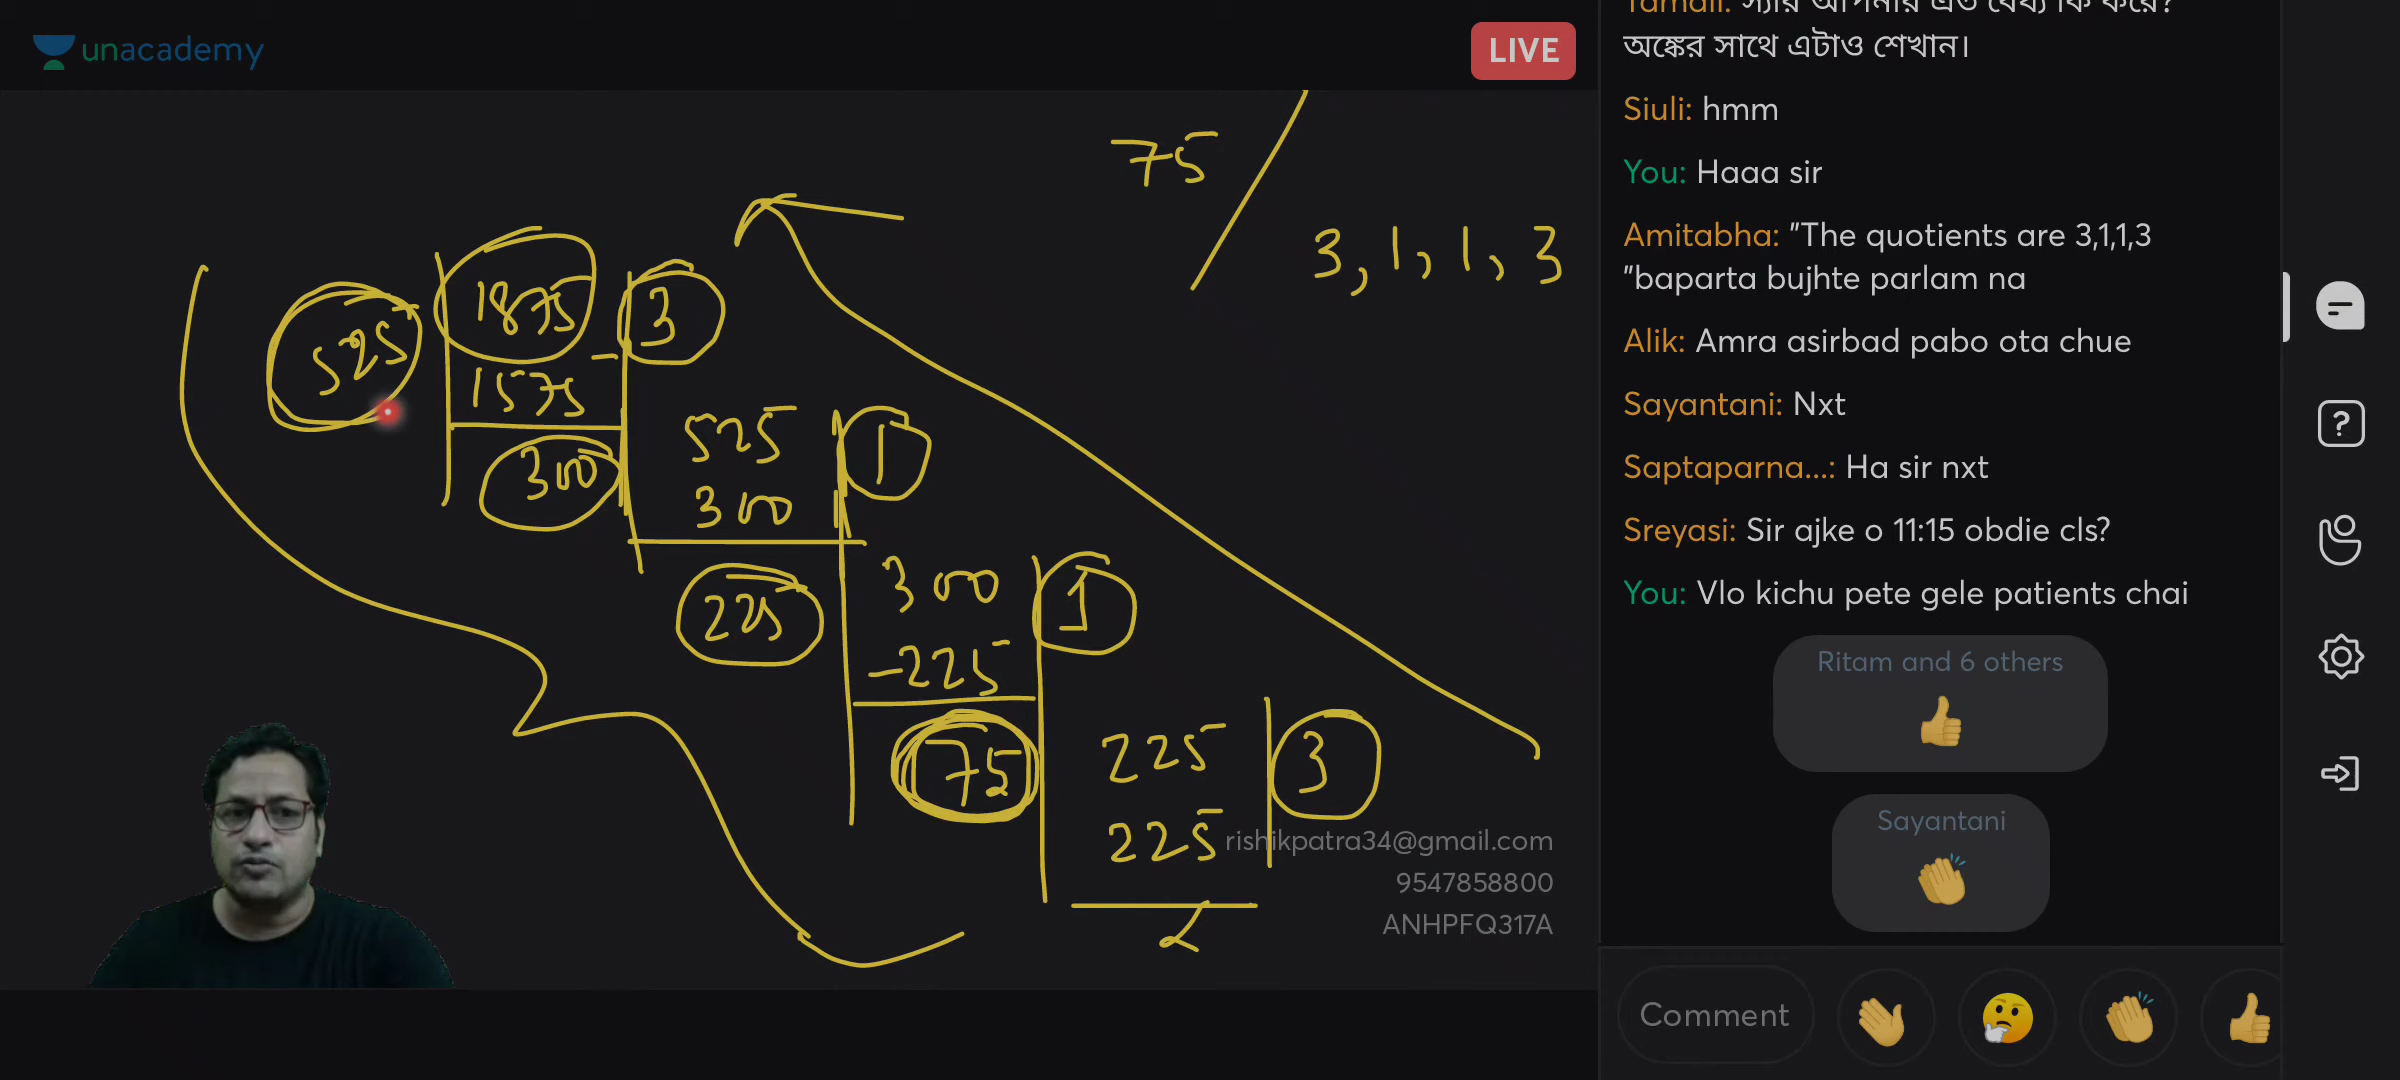 unacademy
LIVE
75
3, 1, 1, 3
525
1875
3
1575
300
525
1
300
225
300
1
-225
75
225
3
225
rishikpatra34@gmail.com
9547858800
ANHPFQ317A
অঙ্কের সাথে এটাও শেখান।
Siuli: hmm
You: Haaa sir
Amitabha: "The quotients are 3,1,1,3
"baparta bujhte parlam na
Alik: Amra asirbad pabo ota chue
Sayantani: Nxt
Saptaparna...: Ha sir nxt
Sreyasi: Sir ajke o 11:15 obdie cls?
You: Vlo kichu pete gele patients chai
Ritam and 6 others
Sayantani
Comment